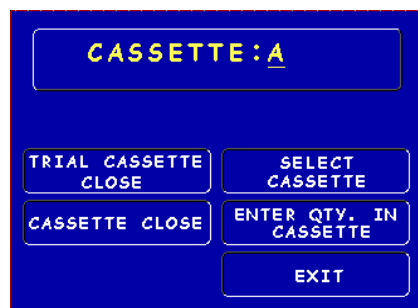 CASSETTE:A
TRIAL CASSETTE
CLOSE
SELECT
CASSETTE
CASSETTE CLOSE
ENTER QTY. IN
CASSETTE
EXIT